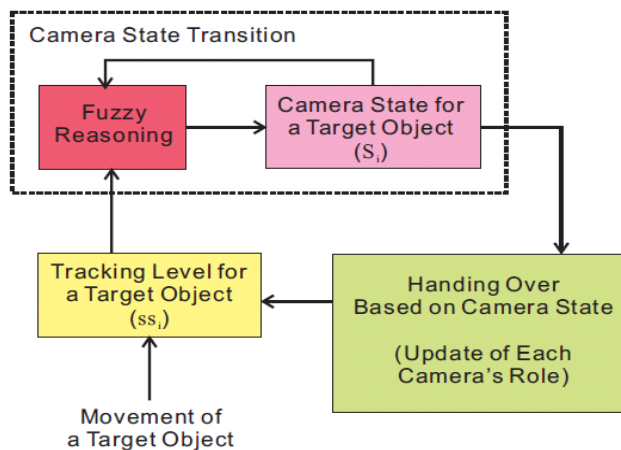 Camera State Transition
Fuzzy
Reasoning
Camera State for
a Target Object
(Sᵢ)
Tracking Level for
a Target Object
(ssᵢ)
Handing Over
Based on Camera State
(Update of Each
Camera's Role)
Movement of
a Target Object